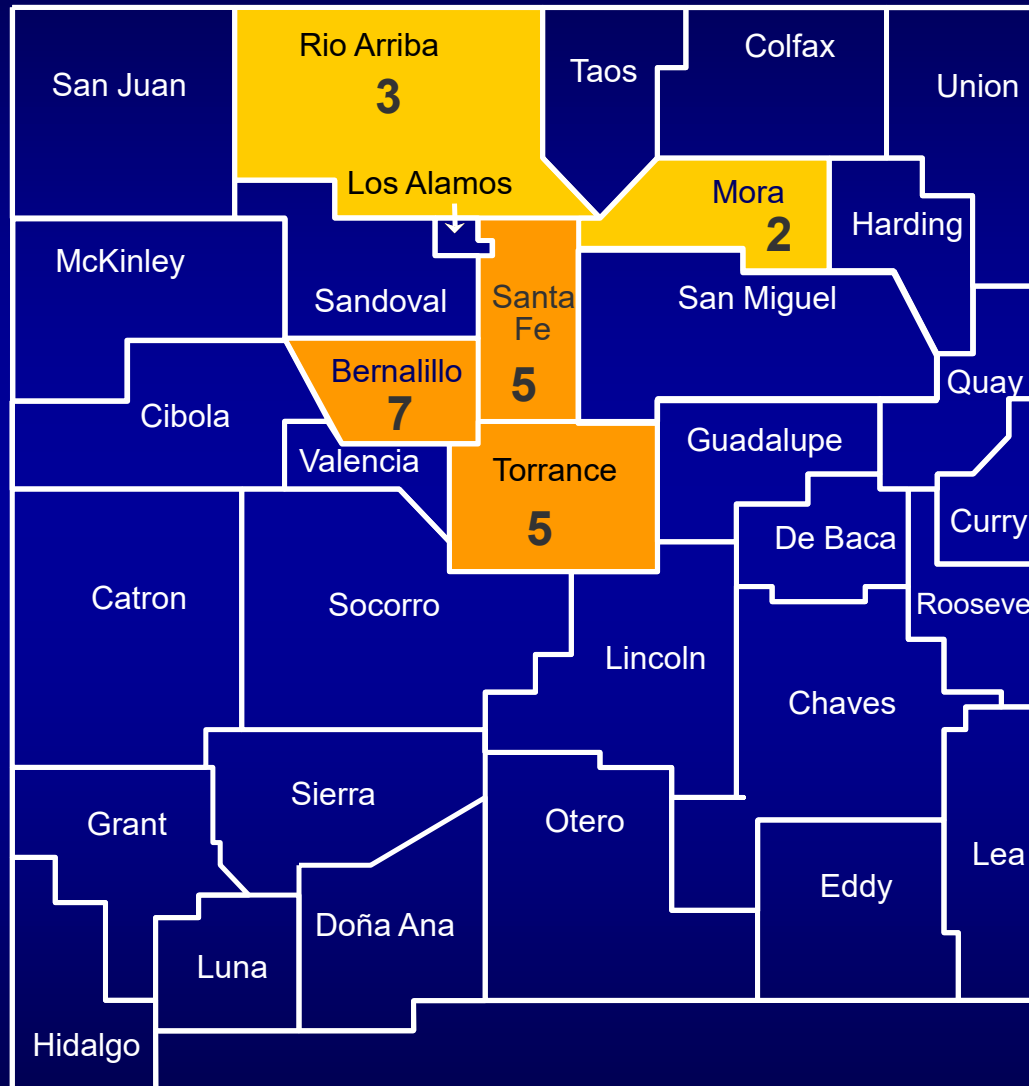 Rio Arriba
3
Taos
Colfax
San Juan
Union
Los Alamos
Mora
2
Harding
McKinley
Sandoval
Santa
Fe
5
San Miguel
Bernalillo
7
Quay
Cibola
Guadalupe
Valencia
Torrance
5
Curry
De Baca
Catron
Socorro
Rooseve
Lincoln
Chaves
Sierra
Grant
Otero
Lea
Eddy
Doña Ana
Luna
Hidalgo